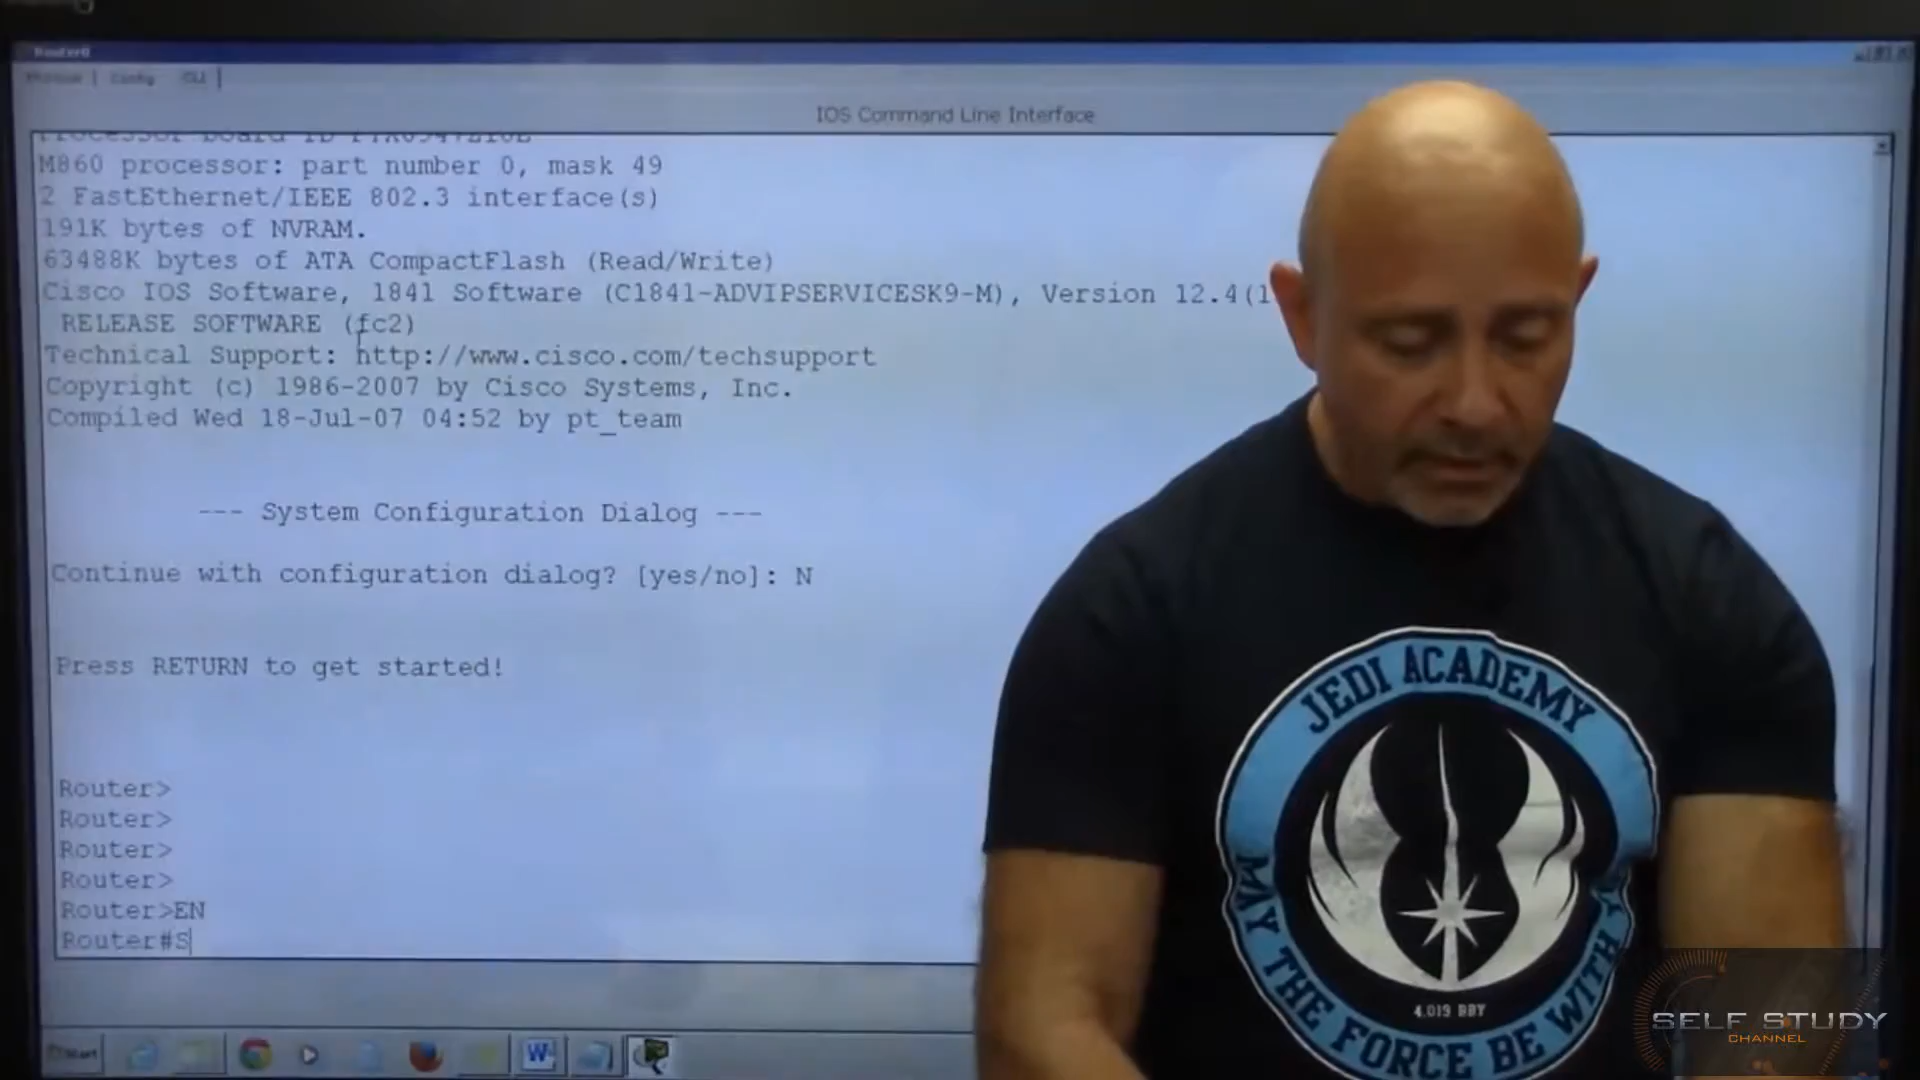 Router0
Config
CLI
IOS Command Line Interface
M860 processor: part number 0, mask 49
2 FastEthernet/IEEE 802.3 interface(s)
191K bytes of NVRAM.
63488K bytes of ATA CompactFlash (Read/Write)
Cisco IOS Software, 1841 Software (C1841-ADVIPSERVICESK9-M), Version 12.4(1
RELEASE SOFTWARE (fc2)
Technical Support: http://www.cisco.com/techsupport
Copyright (c) 1986-2007 by Cisco Systems, Inc.
Compiled Wed 18-Jul-07 04:52 by pt_team
--- System Configuration Dialog ---
Continue with configuration dialog? [yes/no]: N
Press RETURN to get started!
Router>
Router>
Router>
Router>
Router>EN
Router#S
Start
JEDI ACADEMY
MAY THE FORCE BE WITH
4.019 BBY
SELF STUDY
CHANNEL